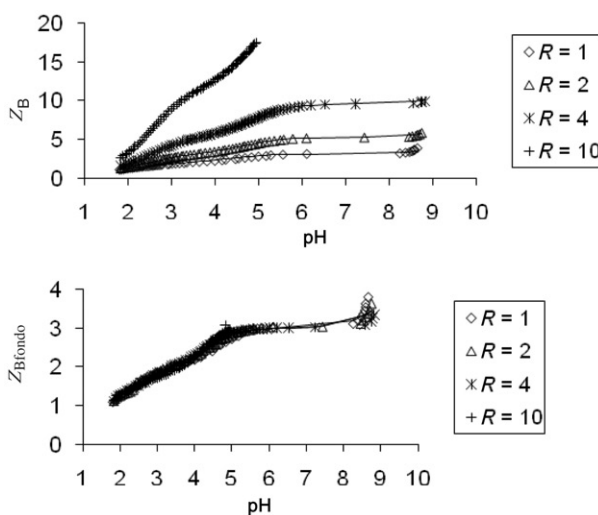 20
15
10
5
0
Z_B
1 2 3 4 5 6 7 8 9 10
pH
R = 1
R = 2
R = 4
R = 10
4
3
2
1
0
Z_Bfondo
1 2 3 4 5 6 7 8 9 10
pH
R = 1
R = 2
R = 4
R = 10